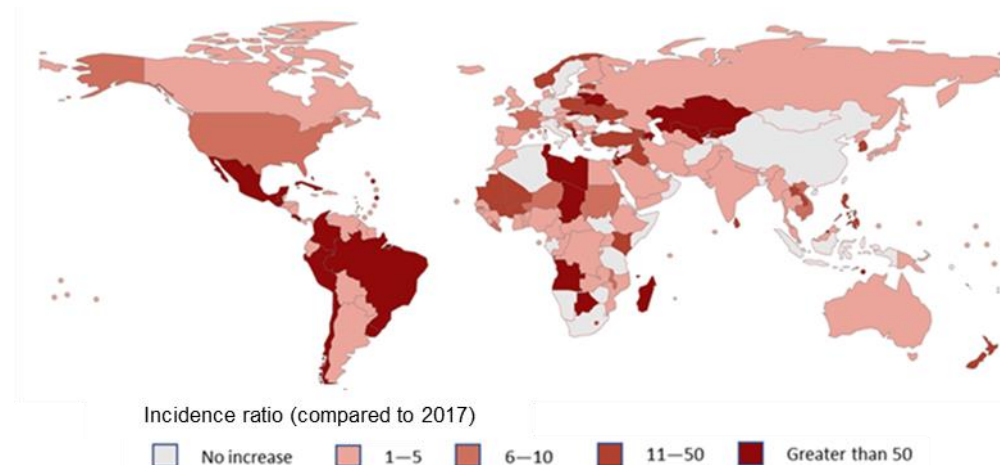 Incidence ratio (compared to 2017)
No increase 1—5 6—10 11—50 Greater than 50